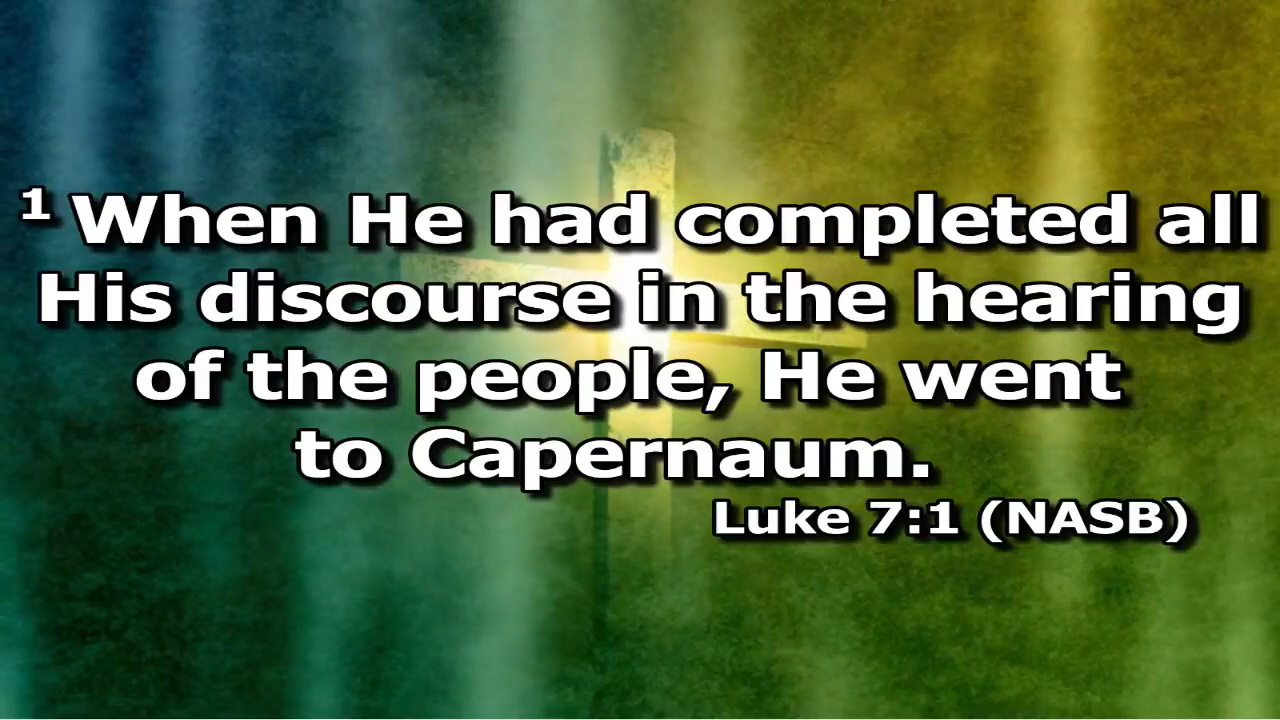 ¹ When He had completed all
His discourse in the hearing
of the people, He went
to Capernaum.
Luke 7:1 (NASB)